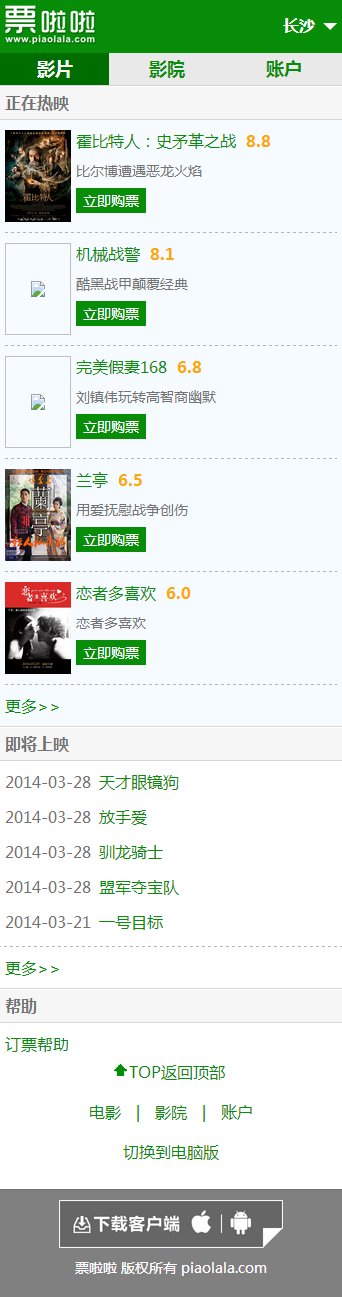 票啦啦
www.piaolala.com
长沙
影片 影院 账户
正在热映
霍比特人：史矛革之战 8.8
比尔博遭遇恶龙火焰
立即购票
霍比特人
机械战警 8.1
酷黑战甲颠覆经典
立即购票
完美假妻168 6.8
刘镇伟玩转高智商幽默
立即购票
兰亭 6.5
用爱抚慰战争创伤
立即购票
恋者多喜欢 6.0
恋者多喜欢
恋者多喜欢
立即购票
更多>>
即将上映
2014-03-28 天才眼镜狗
2014-03-28 放手爱
2014-03-28 驯龙骑士
2014-03-28 盟军夺宝队
2014-03-21 一号目标
更多>>
帮助
订票帮助
TOP返回顶部
电影 | 影院 | 账户
切换到电脑版
下载客户端 |
票啦啦 版权所有 piaolala.com